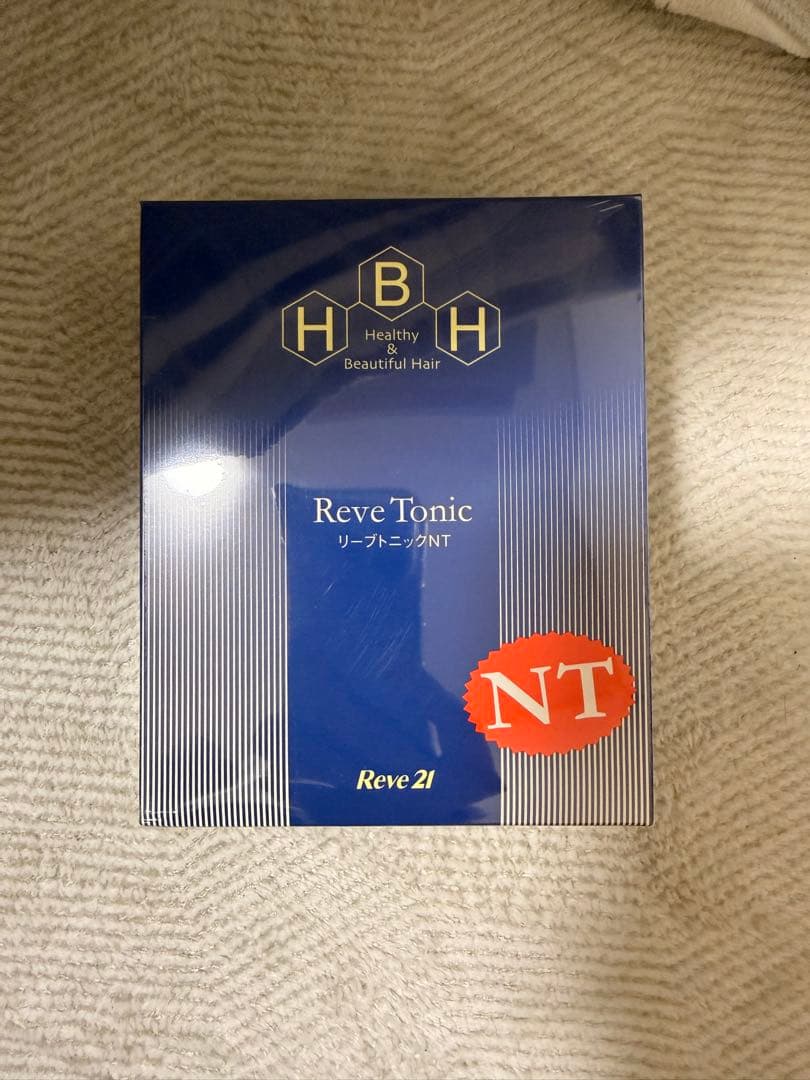 B
H H
Healthy
&
Beautiful Hair
Reve Tonic
リーブトニックNT
NT
Reve 21